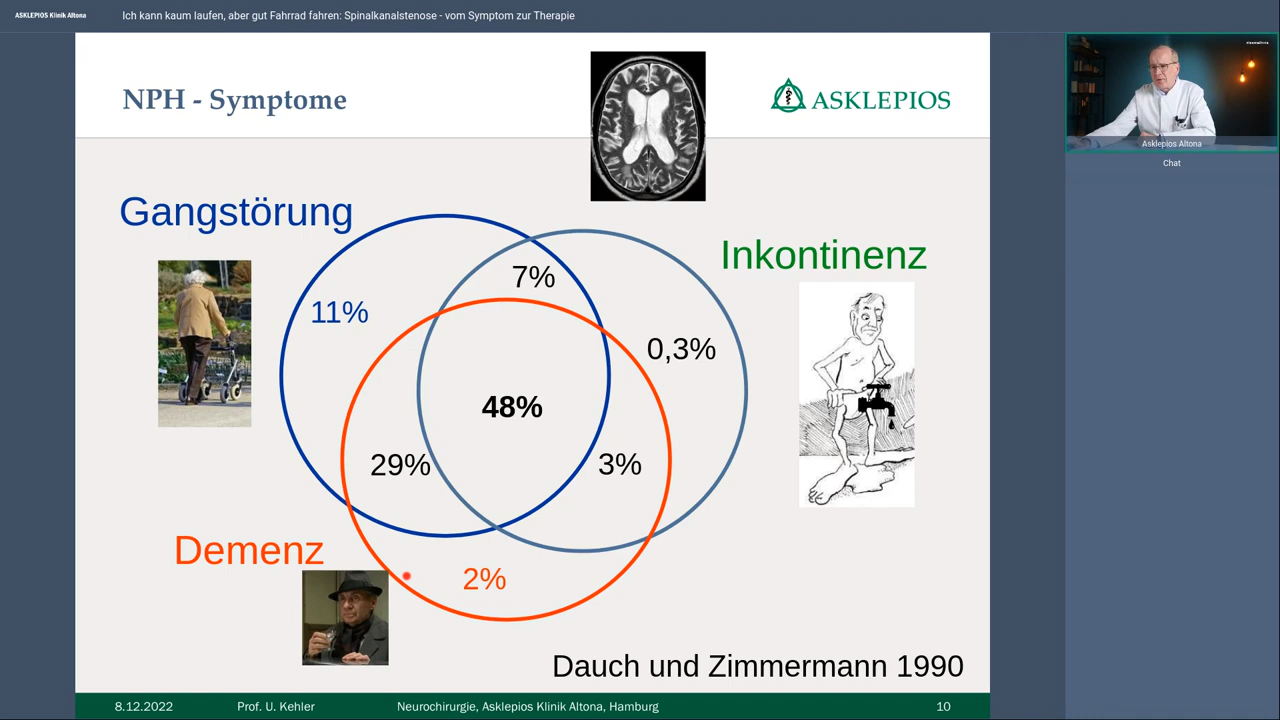 ASKLEPIOS Klinik Altona
Ich kann kaum laufen, aber gut Fahrrad fahren: Spinalkanalstenose - vom Symptom zur Therapie
NPH - Symptome
ASKLEPIOS
Asklepios Altona
Chat
Gangstörung
Inkontinenz
7%
11%
0,3%
48%
29%
3%
Demenz
2%
Dauch und Zimmermann 1990
8.12.2022
Prof. U. Kehler
Neurochirurgie, Asklepios Klinik Altona, Hamburg
10